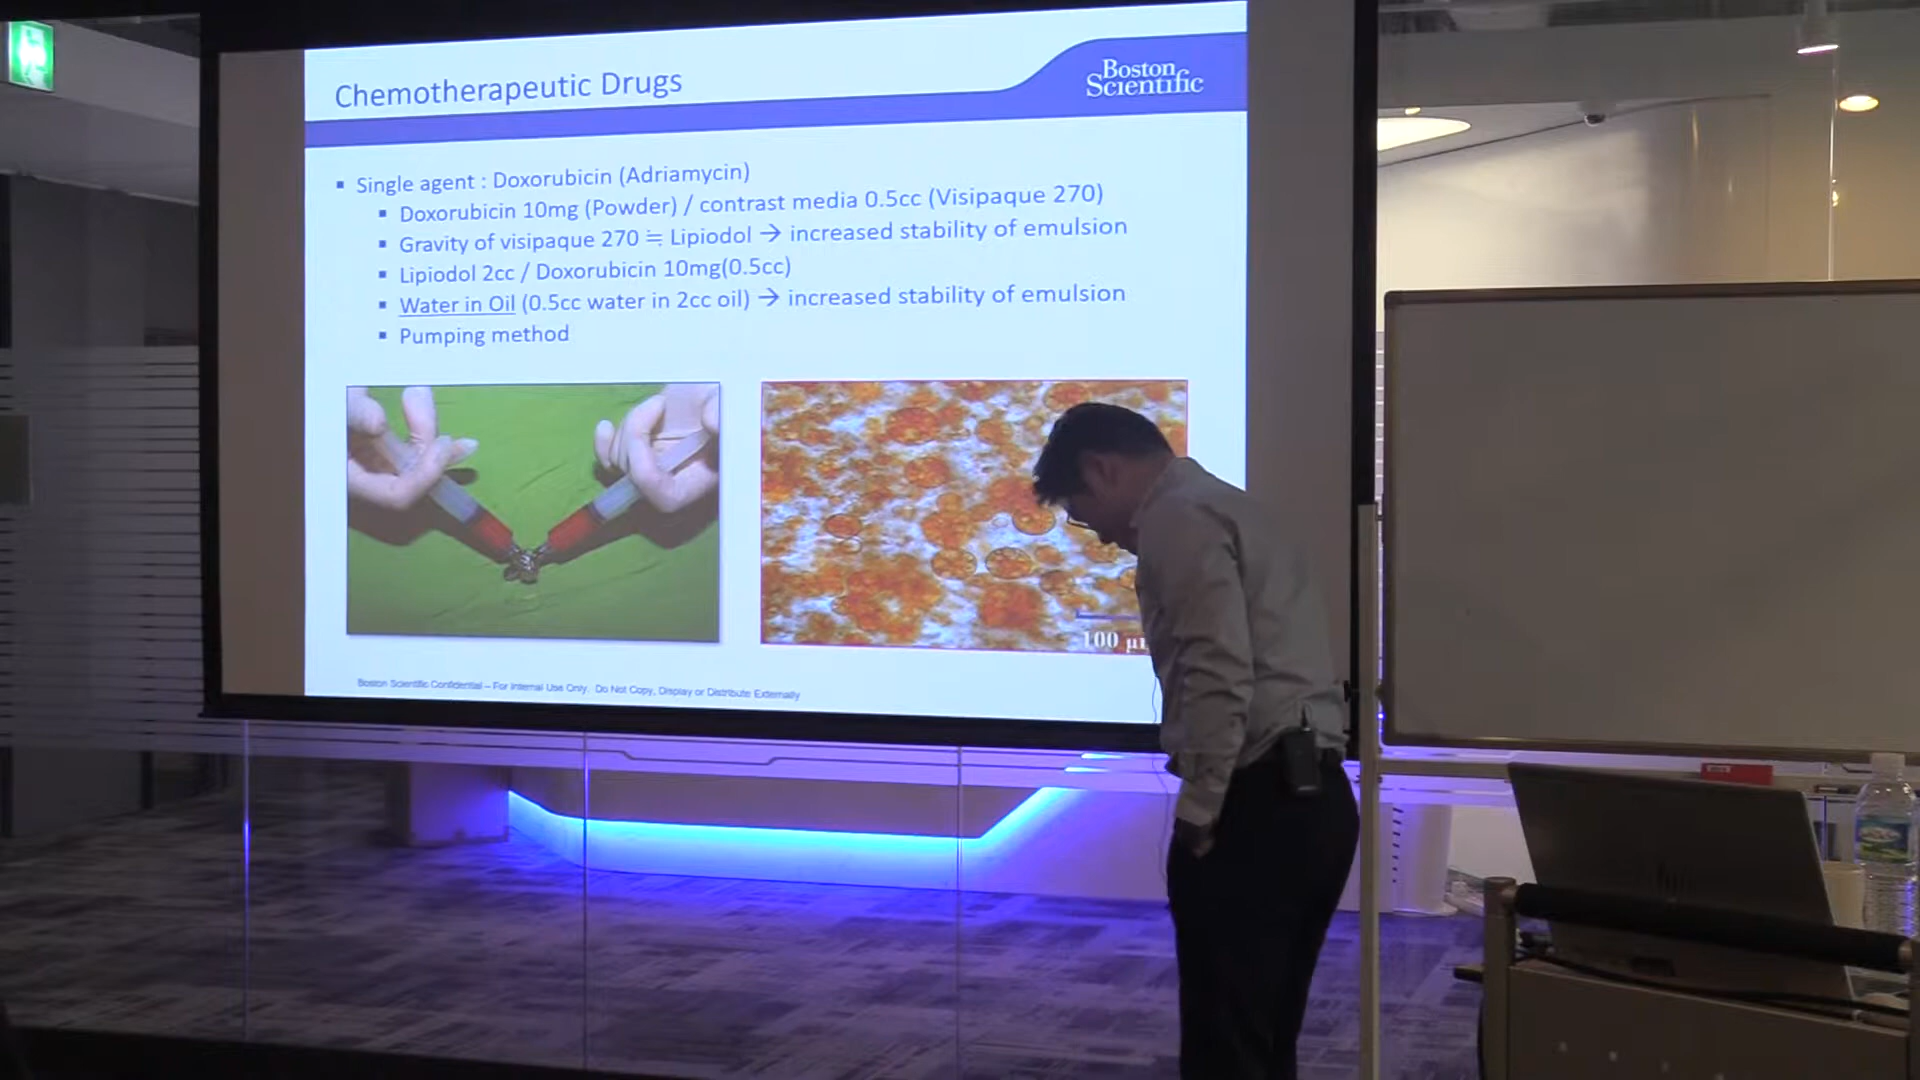 Chemotherapeutic Drugs
Boston
Scientific
▪ Single agent : Doxorubicin (Adriamycin)
▪ Doxorubicin 10mg (Powder) / contrast media 0.5cc (Visipaque 270)
▪ Gravity of visipaque 270 ≒ Lipiodol → increased stability of emulsion
▪ Lipiodol 2cc / Doxorubicin 10mg(0.5cc)
▪ Water in Oil (0.5cc water in 2cc oil) → increased stability of emulsion
▪ Pumping method
100
Boston Scientific Confidential – For Internal Use Only. Do Not Copy, Display or Distribute Externally